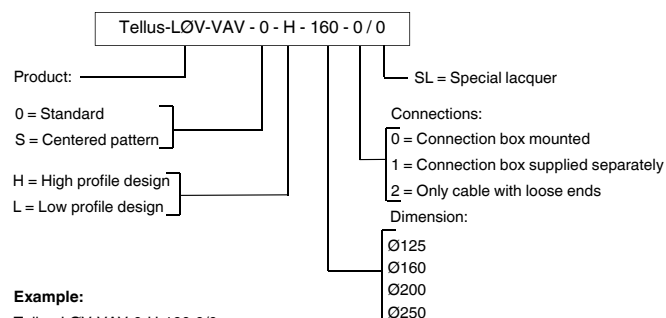 Tellus-LØV-VAV - 0 - H - 160 - 0 / 0
Product:
0 = Standard
S = Centered pattern
H = High profile design
L = Low profile design
SL = Special lacquer
Connections:
0 = Connection box mounted
1 = Connection box supplied separately
2 = Only cable with loose ends
Dimension:
Ø125
Ø160
Ø200
Ø250
Example: